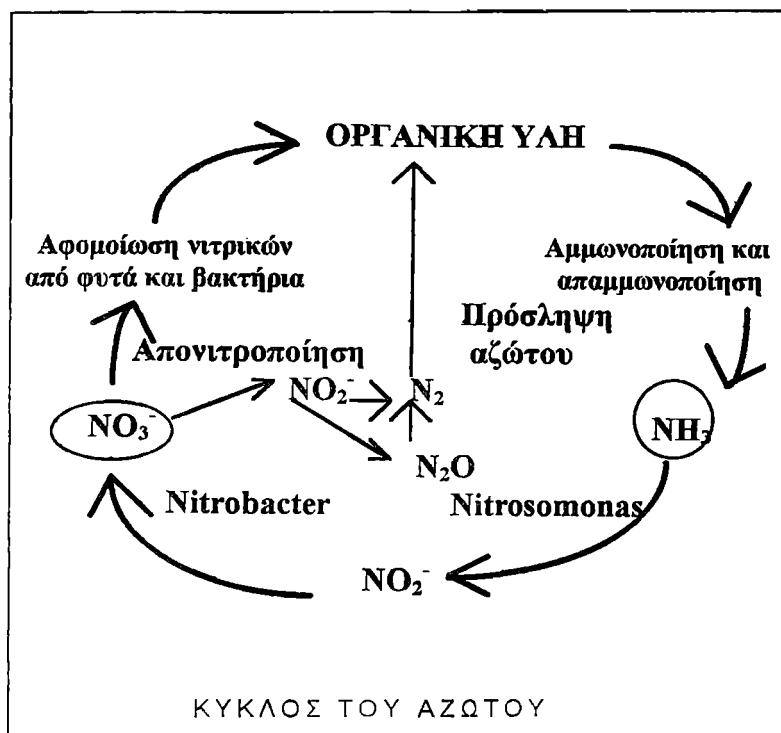 ΟΡΓΑΝΙΚΗ ΥΛΗ
Αφομοίωση νιτρικών
από φυτά και βακτήρια
Αμμωνοποίηση και
απαμμωνοποίηση
Πρόσληψη
αζώτου
Απονιτροποίηση
NO₂⁻ N₂
NO₃⁻
NH₃
N₂O
Nitrobacter
Nitrosomonas
NO₂⁻
ΚΥΚΛΟΣ ΤΟΥ ΑΖΩΤΟΥ